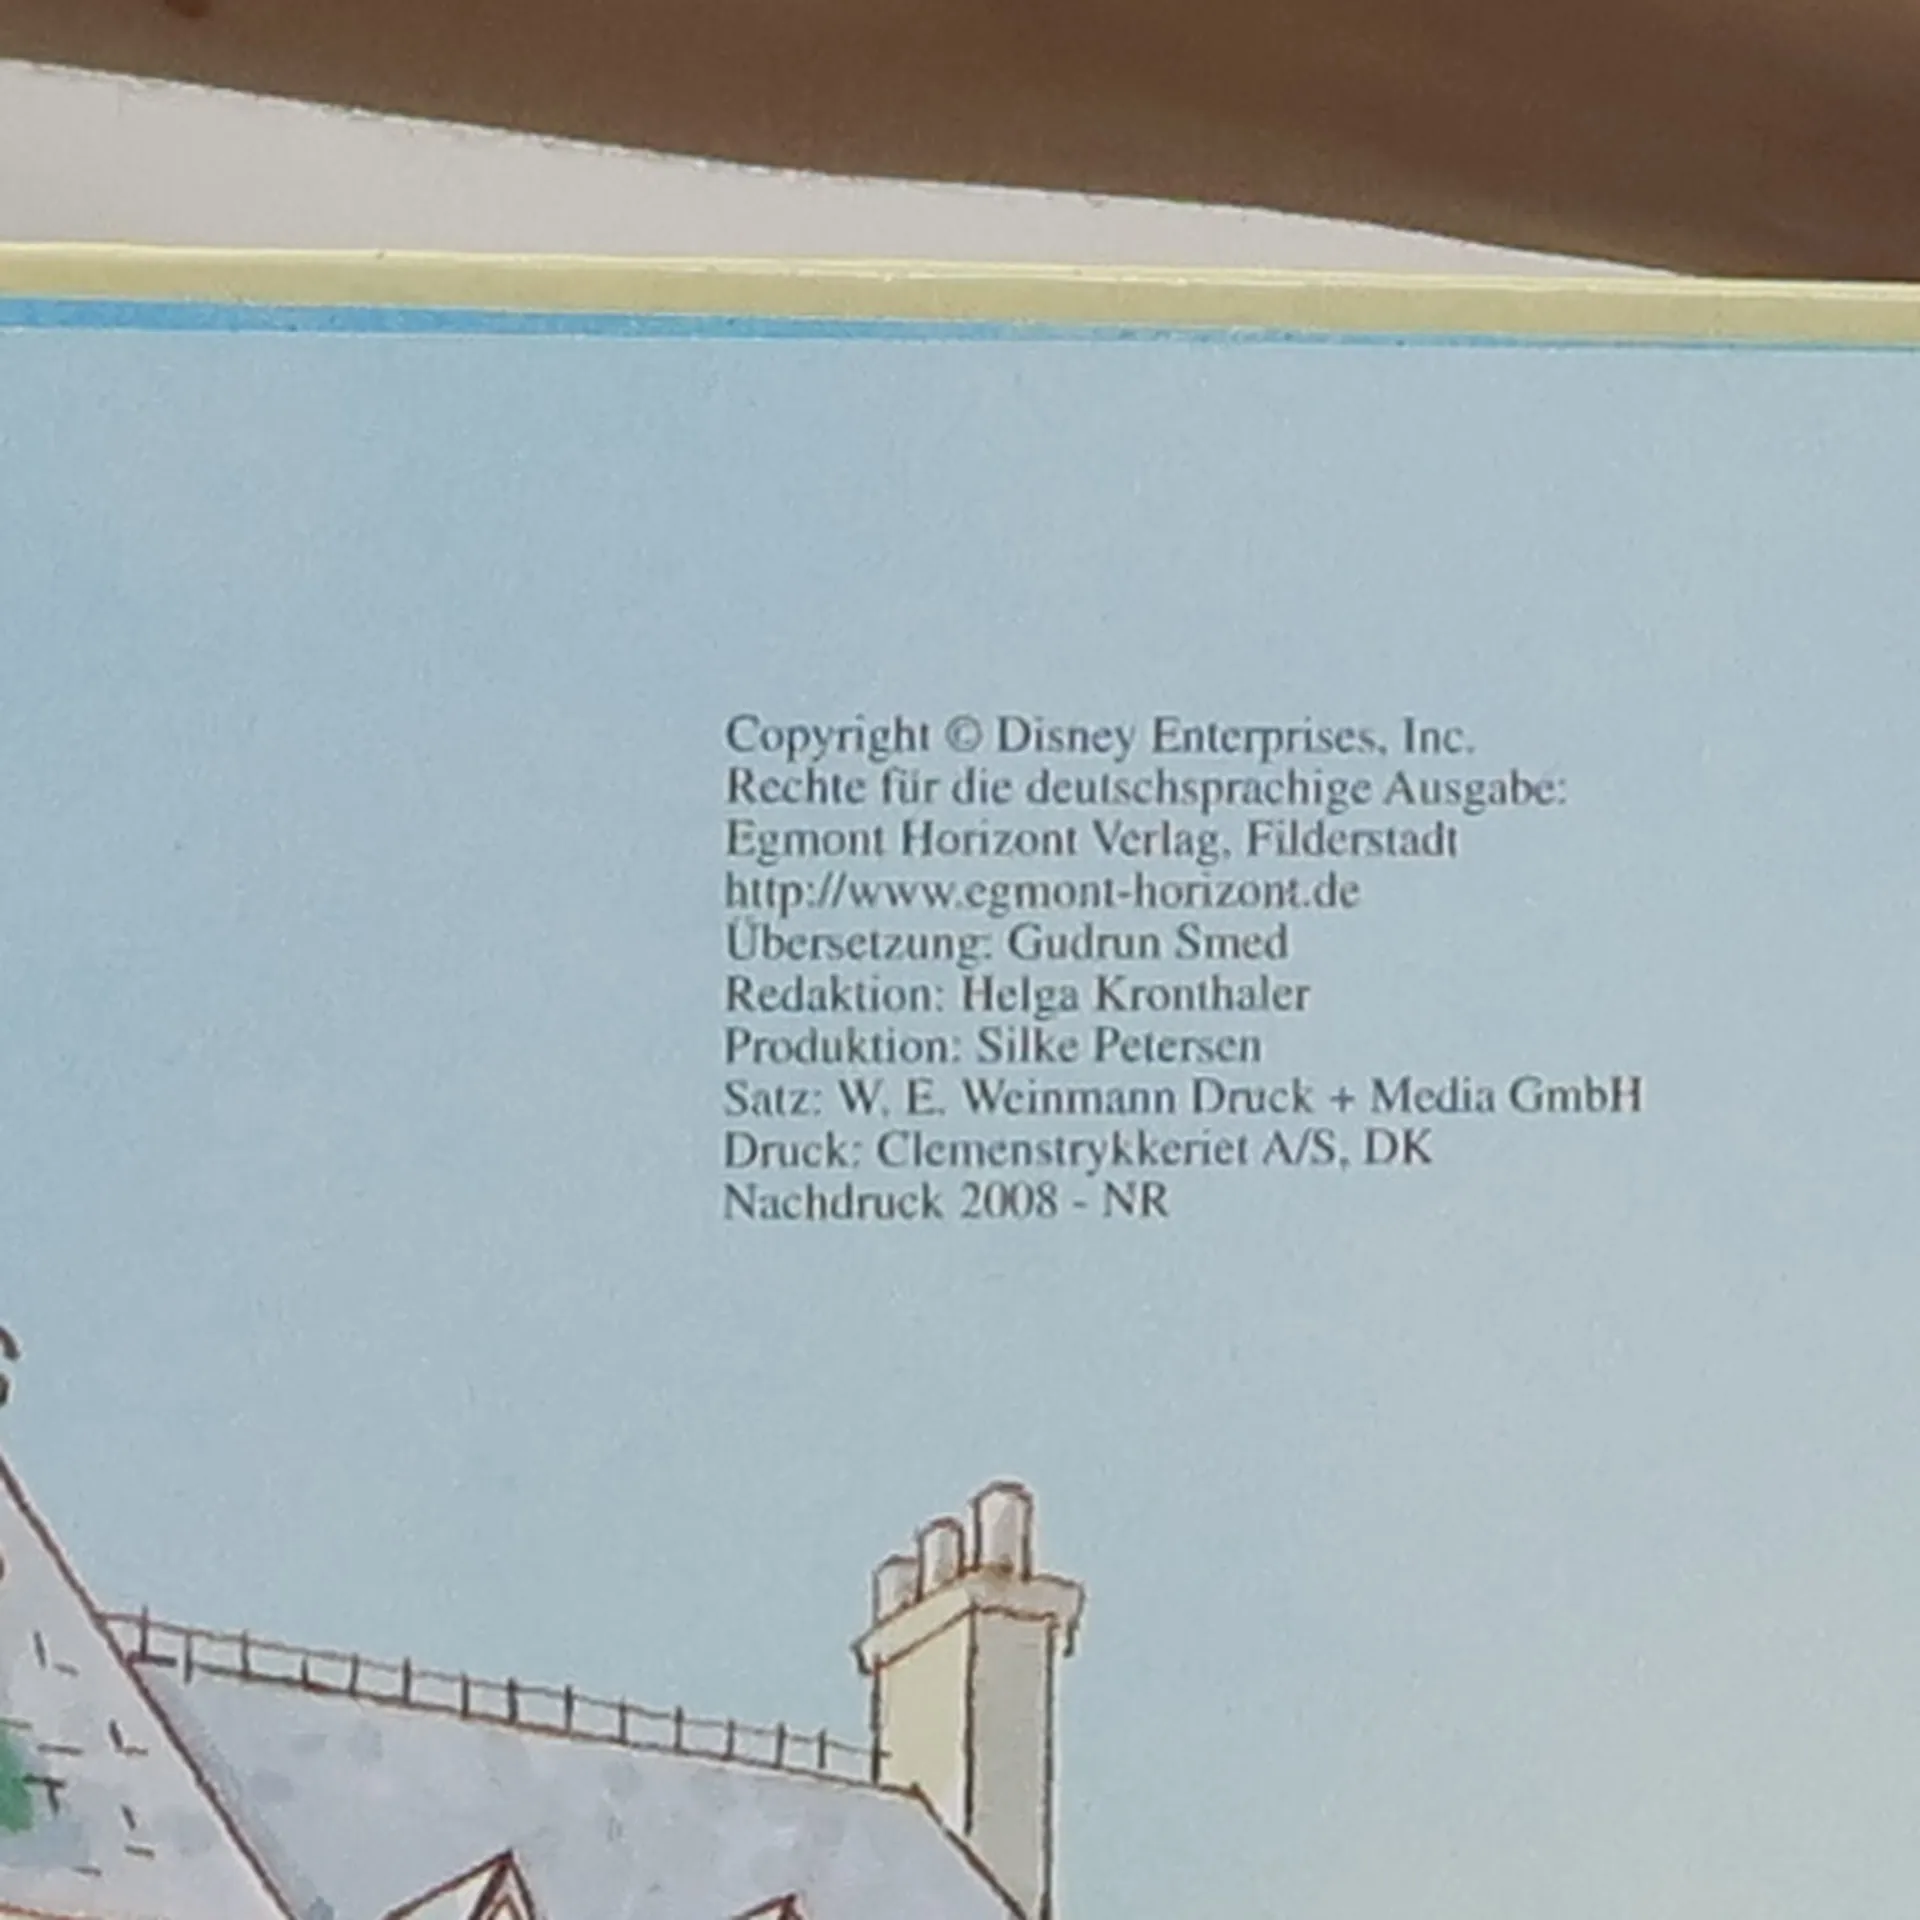 Copyright © Disney Enterprises, Inc.
Rechte für die deutschsprachige Ausgabe:
Egmont Horizont Verlag, Filderstadt
http://www.egmont-horizont.de
Übersetzung: Gudrun Smed
Redaktion: Helga Kronthaler
Produktion: Silke Petersen
Satz: W. E. Weinmann Druck + Media GmbH
Druck: Clemenstrykkeriet A/S, DK
Nachdruck 2008 - NR